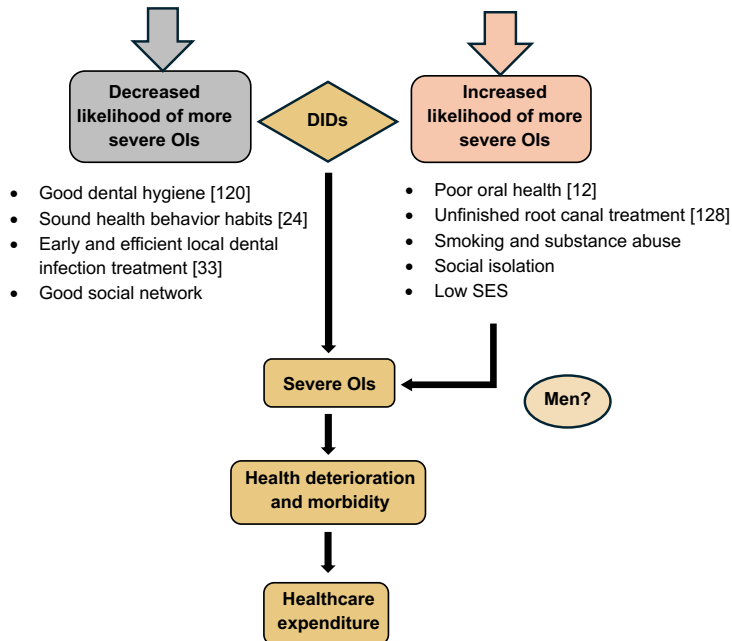 Decreased
likelihood of more
severe OIs
DIDs
Increased
likelihood of more
severe OIs
• Good dental hygiene [120]
• Sound health behavior habits [24]
• Early and efficient local dental
infection treatment [33]
• Good social network
• Poor oral health [12]
• Unfinished root canal treatment [128]
• Smoking and substance abuse
• Social isolation
• Low SES
Severe OIs
Men?
Health deterioration
and morbidity
Healthcare
expenditure